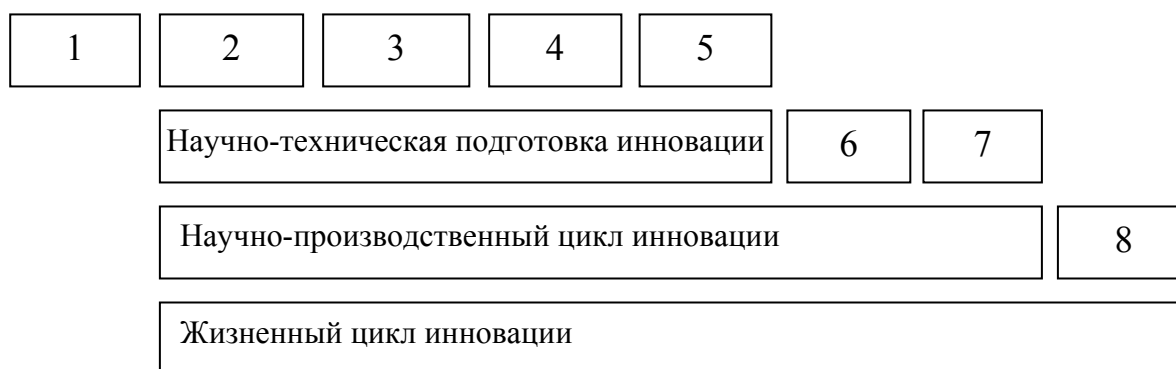 1 2 3 4 5
Научно-техническая подготовка инновации 6 7
Научно-производственный цикл инновации 8
Жизненный цикл инновации